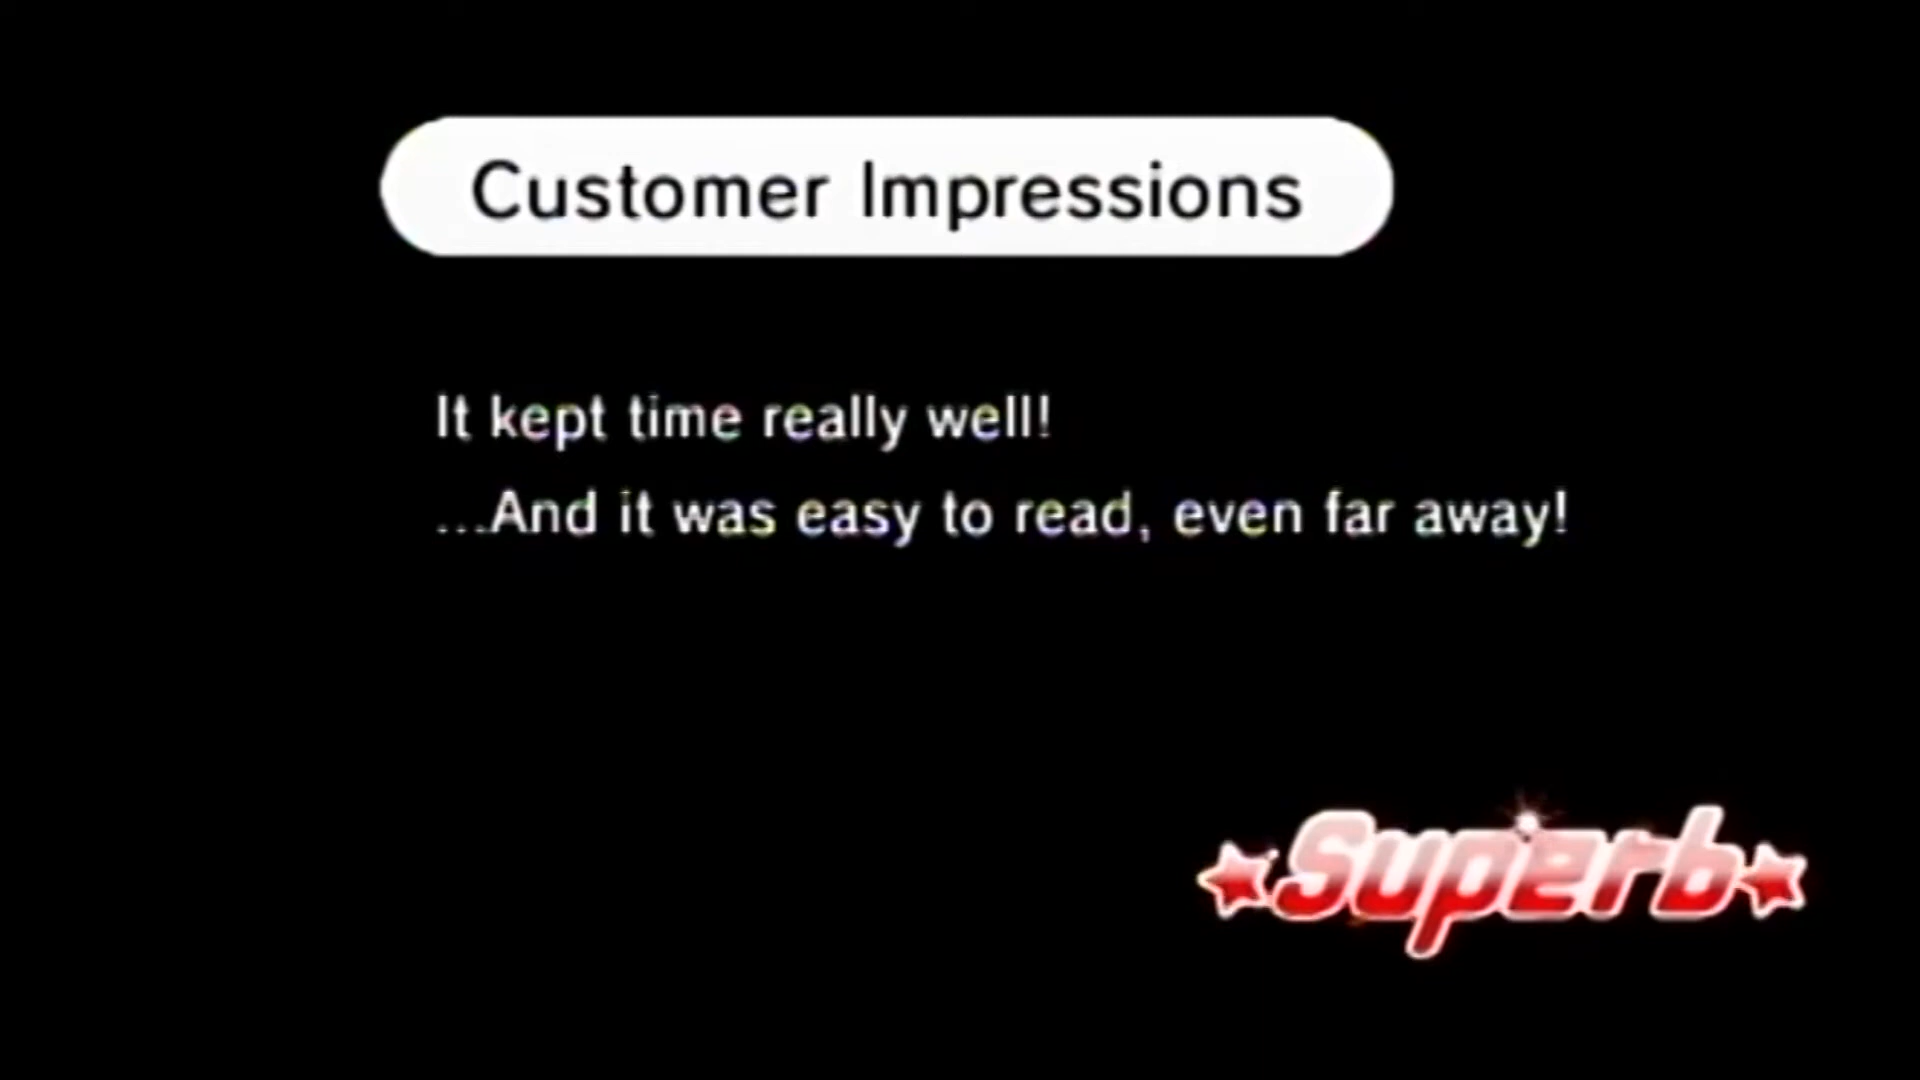 Customer Impressions
It kept time really well!
...And it was easy to read, even far away!
Superb